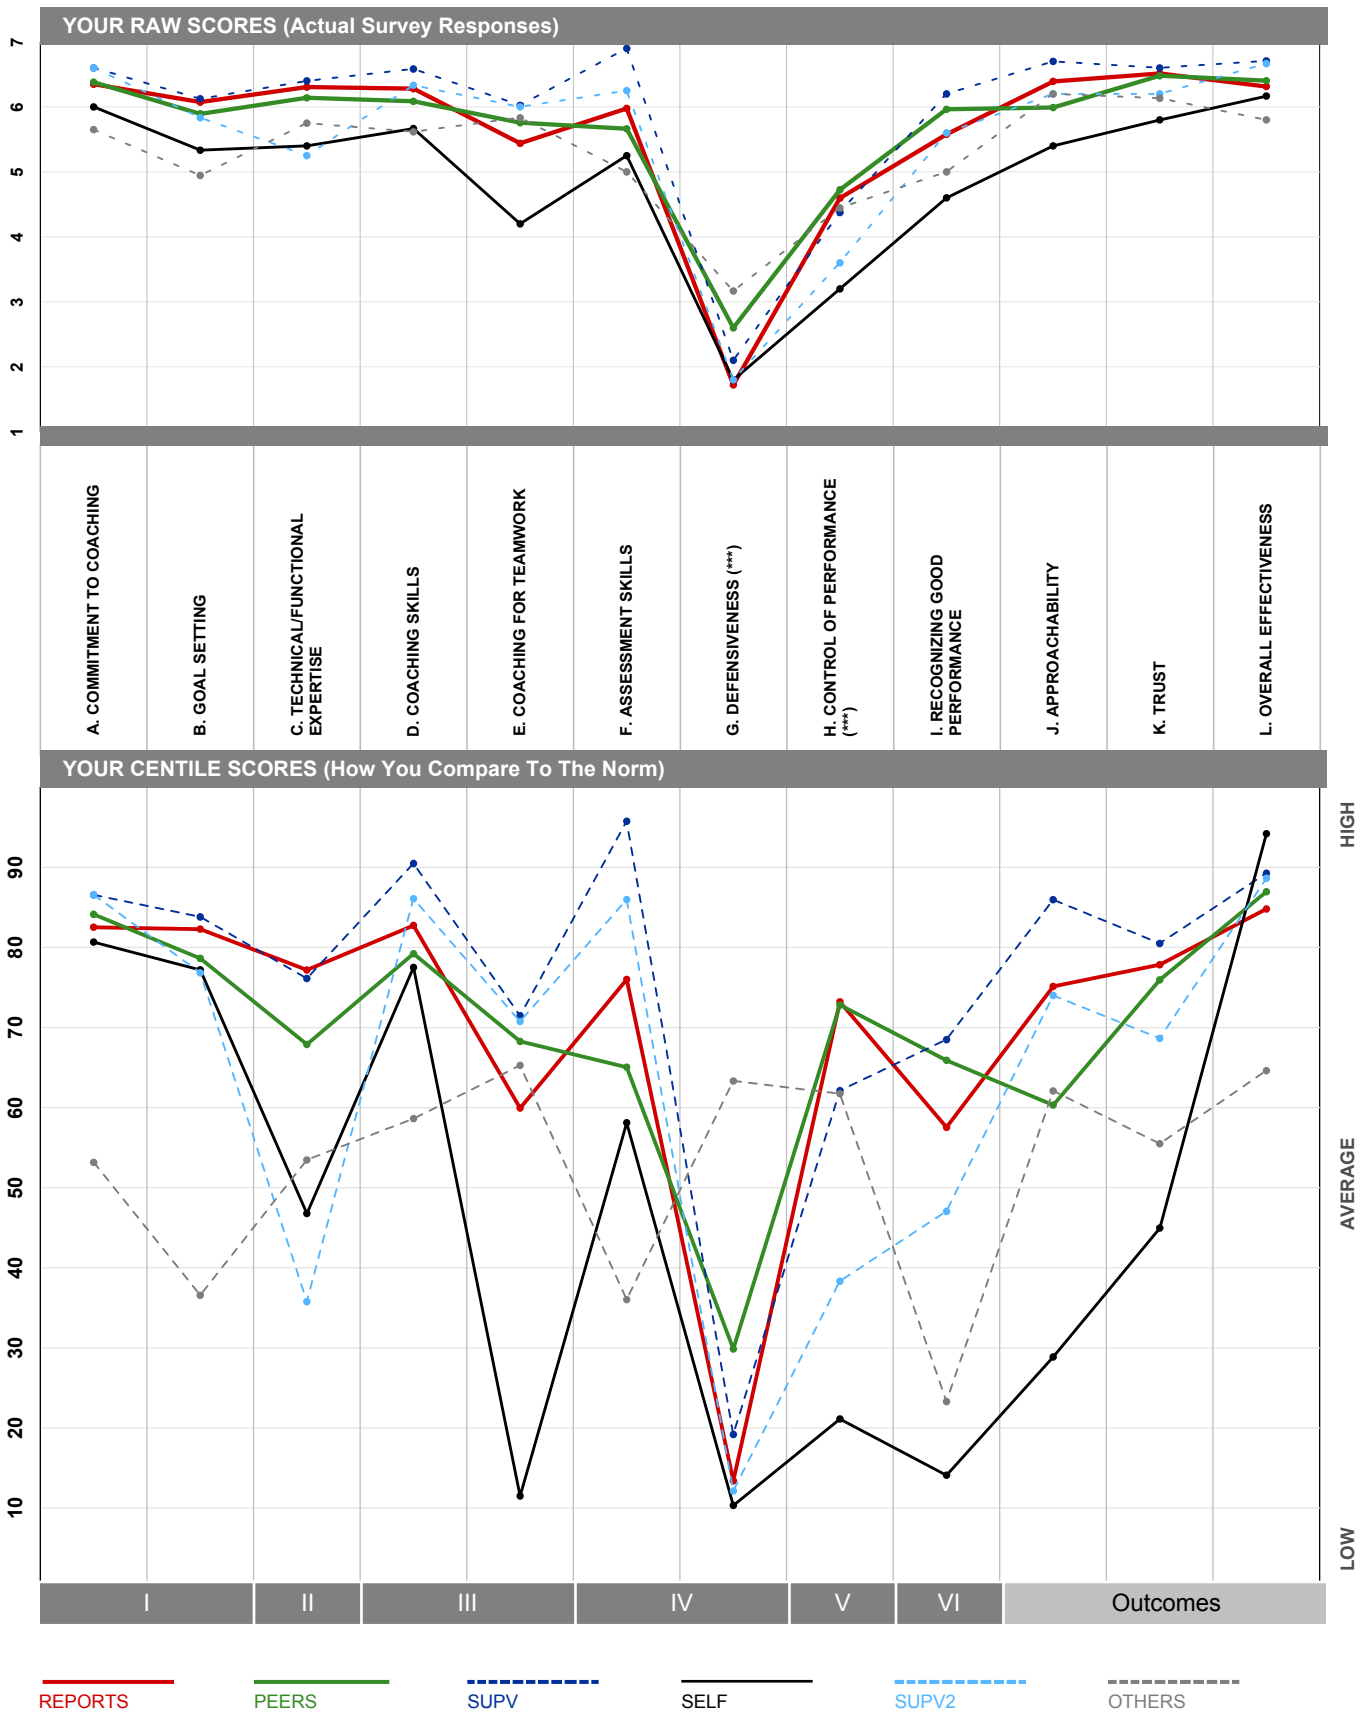 YOUR RAW SCORES (Actual Survey Responses)
7
6
5
4
3
2
1
A. COMMITMENT TO COACHING
B. GOAL SETTING
C. TECHNICAL/FUNCTIONAL
EXPERTISE
D. COACHING SKILLS
E. COACHING FOR TEAMWORK
F. ASSESSMENT SKILLS
G. DEFENSIVENESS (***)
H. CONTROL OF PERFORMANCE
(***)
I. RECOGNIZING GOOD
PERFORMANCE
J. APPROACHABILITY
K. TRUST
L. OVERALL EFFECTIVENESS
YOUR CENTILE SCORES (How You Compare To The Norm)
90
80
70
60
50
40
30
20
10
HIGH
AVERAGE
LOW
I II III IV V VI Outcomes
REPORTS PEERS SUPV SELF SUPV2 OTHERS